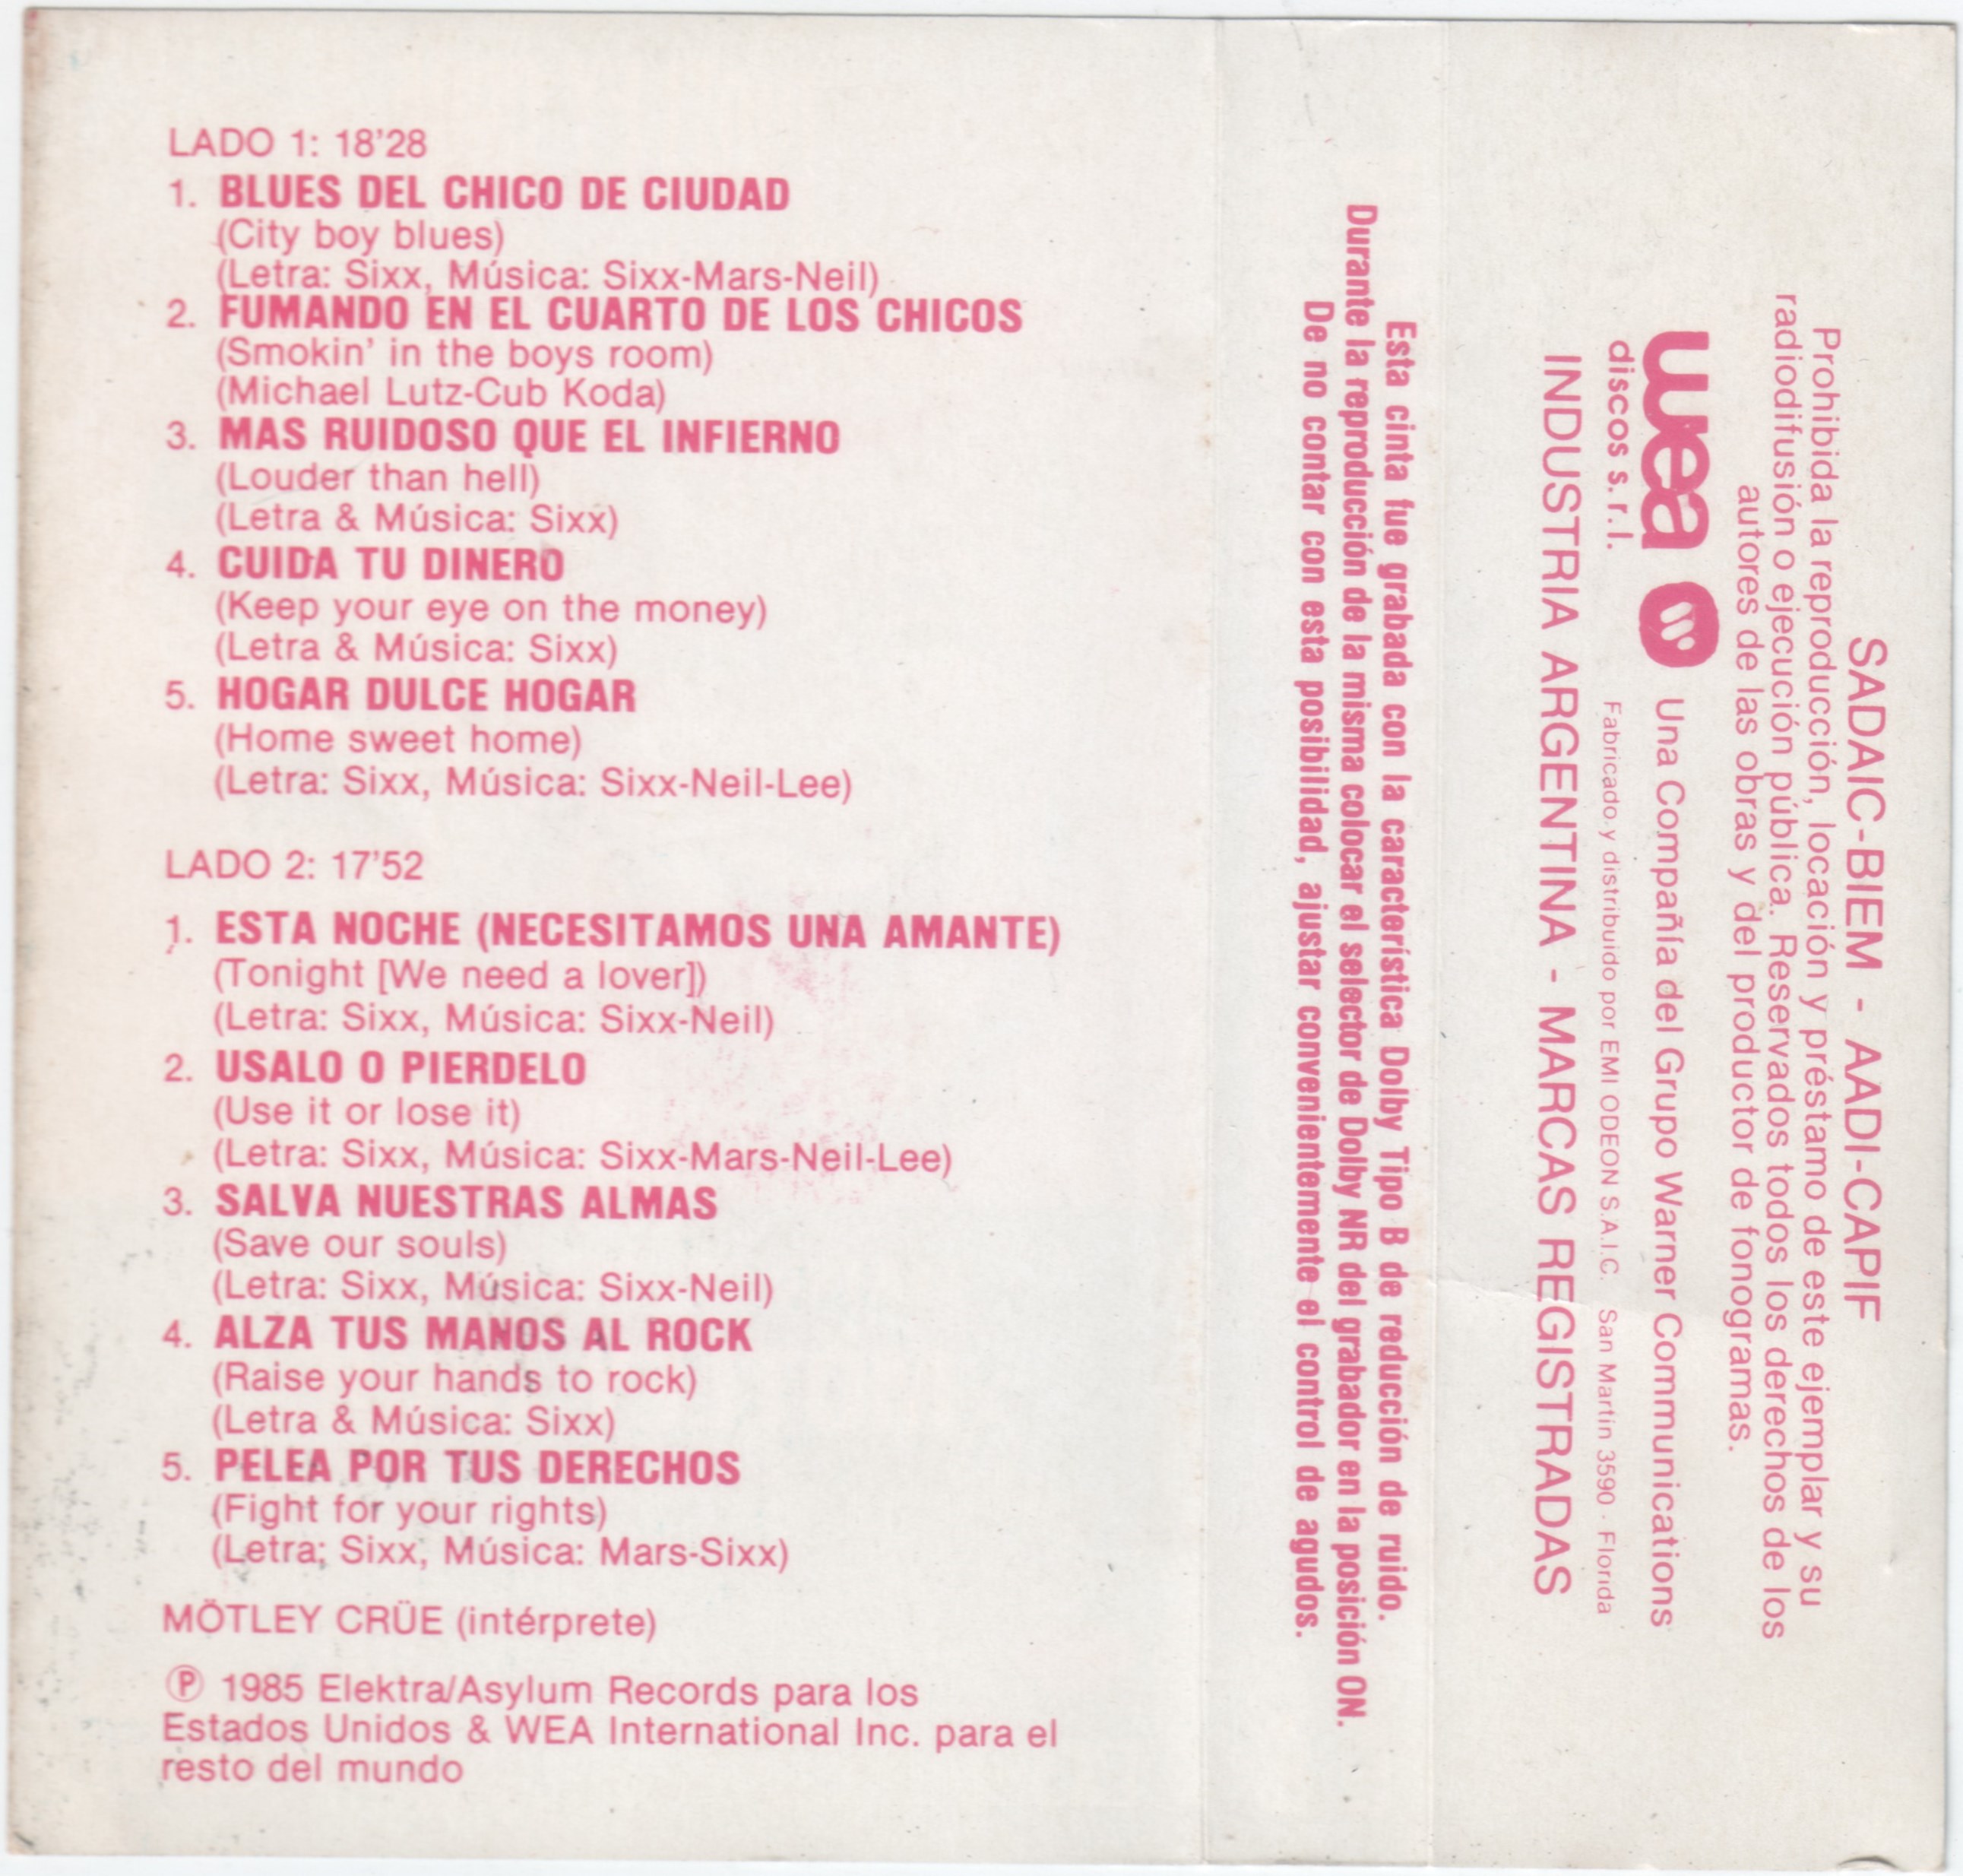 LADO 1: 18'28
1. BLUES DEL CHICO DE CIUDAD
(City boy blues)
(Letra: Sixx, Música: Sixx-Mars-Neil)
2. FUMANDO EN EL CUARTO DE LOS CHICOS
(Smokin' in the boys room)
(Michael Lutz-Cub Koda)
3. MAS RUIDOSO QUE EL INFIERNO
(Louder than hell)
(Letra & Música: Sixx)
4. CUIDA TU DINERO
(Keep your eye on the money)
(Letra & Música: Sixx)
5. HOGAR DULCE HOGAR
(Home sweet home)
(Letra: Sixx, Música: Sixx-Neil-Lee)
LADO 2: 17'52
1. ESTA NOCHE (NECESITAMOS UNA AMANTE)
(Tonight [We need a lover])
(Letra: Sixx, Música: Sixx-Neil)
2. USALO O PIERDELO
(Use it or lose it)
(Letra: Sixx, Música: Sixx-Mars-Neil-Lee)
3. SALVA NUESTRAS ALMAS
(Save our souls)
(Letra: Sixx, Música: Sixx-Neil)
4. ALZA TUS MANOS AL ROCK
(Raise your hands to rock)
(Letra & Música: Sixx)
5. PELEA POR TUS DERECHOS
(Fight for your rights)
(Letra: Sixx, Música: Mars-Sixx)
MÖTLEY CRÜE (intérprete)
Ⓟ 1985 Elektra/Asylum Records para los
Estados Unidos & WEA International Inc. para el
resto del mundo
Esta cinta fue grabada con la característica Dolby Tipo B de reducción de ruido.
Durante la reproducción de la misma colocar el selector de Dolby NR del grabador en la posición ON.
De no contar con esta posibilidad, ajustar convenientemente el control de agudos.
SADAIC-BIEM - AADI-CAPIF
Prohibida la reproducción, locación y préstamo de este ejemplar y su
radiodifusión o ejecución pública. Reservados todos los derechos de los
autores de las obras y del productor de fonogramas.
wea
discos s.r.l.
Una Compañía del Grupo Warner Communications
Fabricado y distribuido por EMI ODEON S.A.I.C. San Martín 3590 - Florida
INDUSTRIA ARGENTINA - MARCAS REGISTRADAS